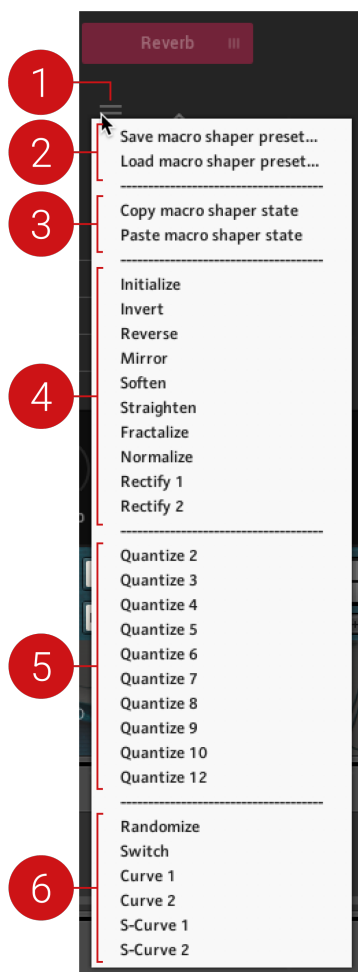 Reverb
1
2
Save macro shaper preset...
Load macro shaper preset...
----------------------------------------
3
Copy macro shaper state
Paste macro shaper state
----------------------------------------
4
Initialize
Invert
Reverse
Mirror
Soften
Straighten
Fractalize
Normalize
Rectify 1
Rectify 2
----------------------------------------
5
Quantize 2
Quantize 3
Quantize 4
Quantize 5
Quantize 6
Quantize 7
Quantize 8
Quantize 9
Quantize 10
Quantize 12
----------------------------------------
6
Randomize
Switch
Curve 1
Curve 2
S-Curve 1
S-Curve 2